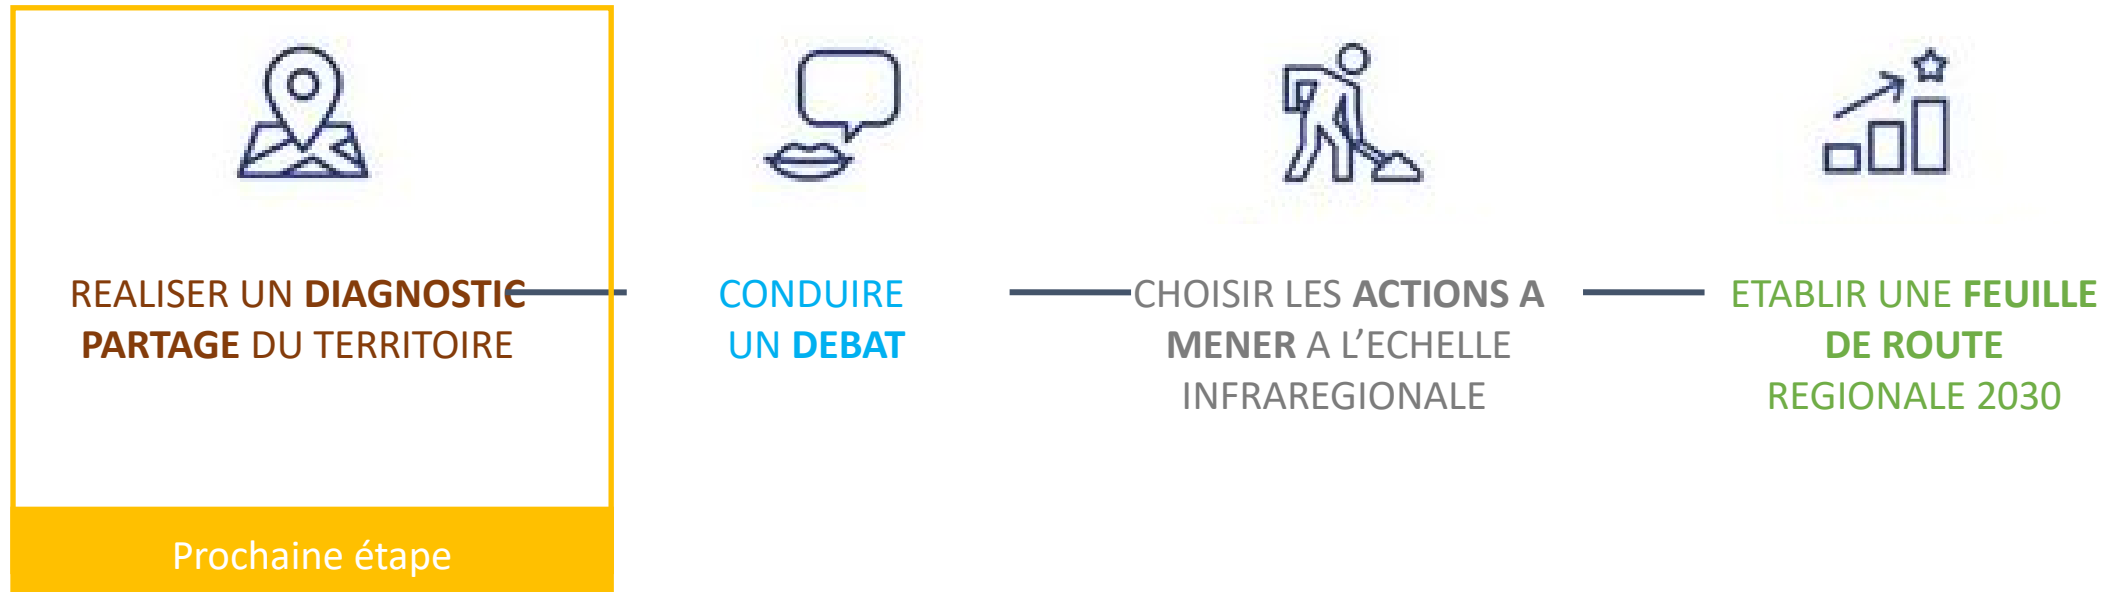 REALISER UN DIAGNOSTIC
PARTAGE DU TERRITOIRE
Prochaine étape
CONDUIRE
UN DEBAT
CHOISIR LES ACTIONS A
MENER A L'ECHELLE
INFRAREGIONALE
ETABLIR UNE FEUILLE
DE ROUTE
REGIONALE 2030